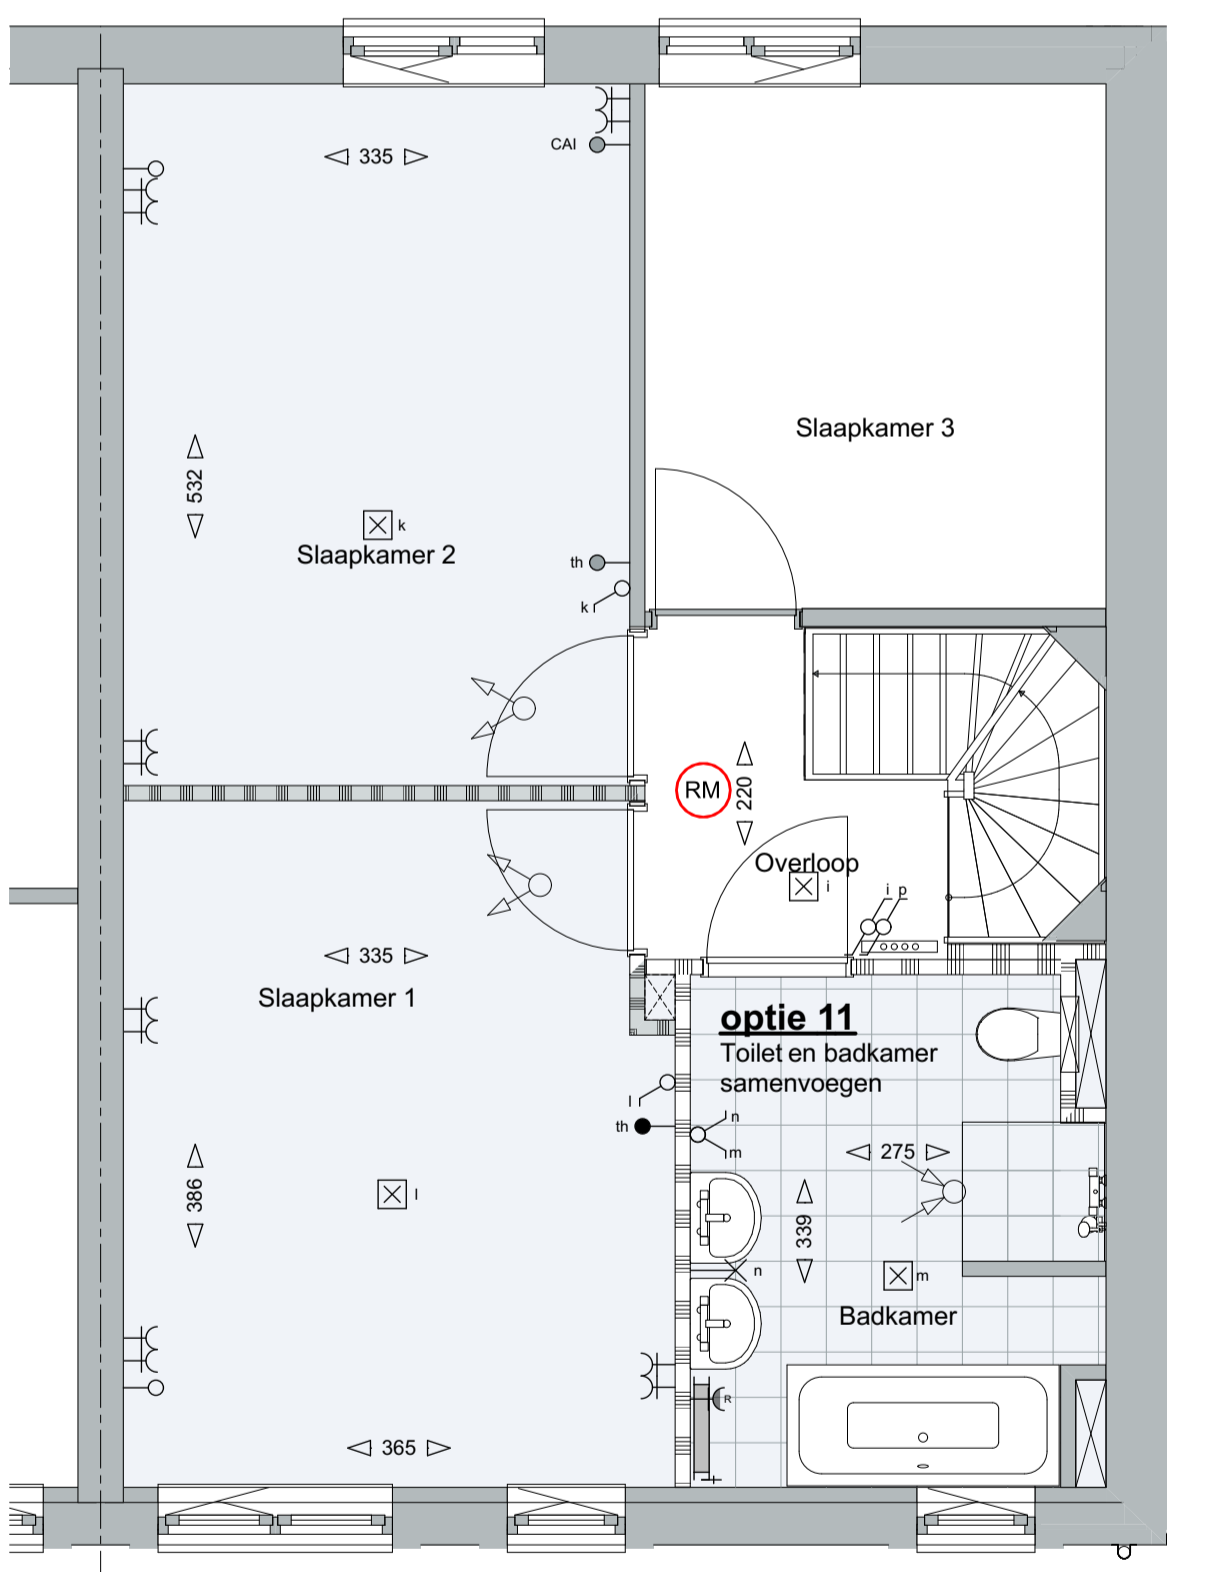 CAI
335
Slaapkamer 3
532
k
Slaapkamer 2
th
k
RM
220
Overloop
i
i p
335
Slaapkamer 1
optie 11
Toilet en badkamer
samenvoegen
l
th
n
m
275
386
l
339
n
m
Badkamer
R
365